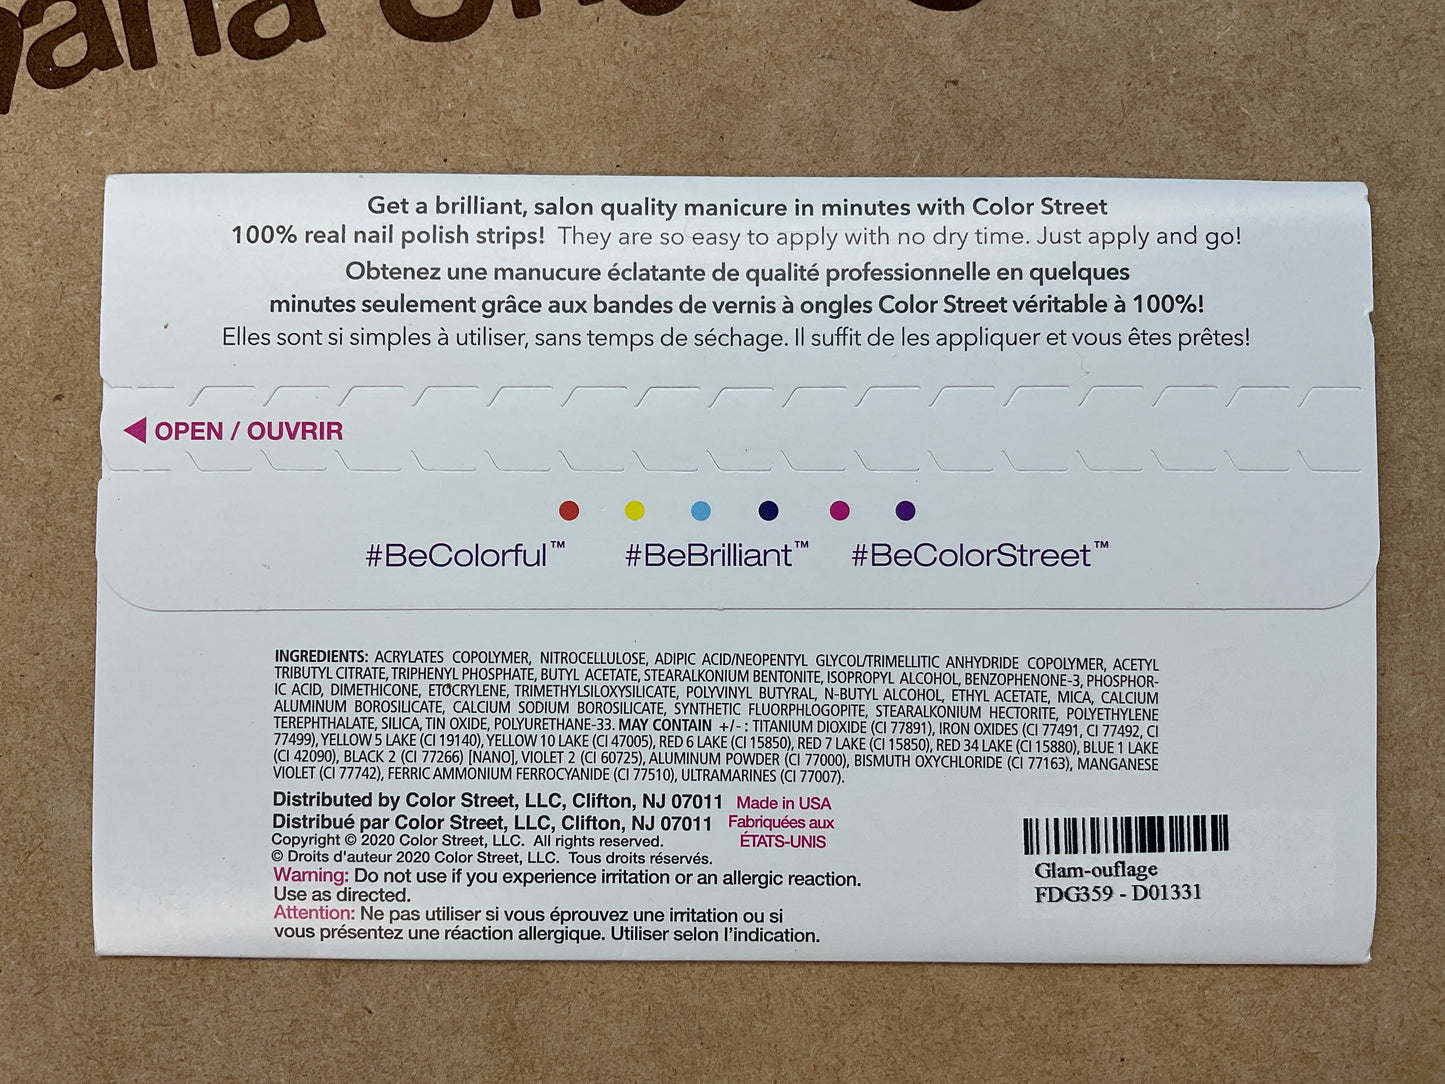 Get a brilliant, salon quality manicure in minutes with Color Street
100% real nail polish strips! They are so easy to apply with no dry time. Just apply and go!
Obtenez une manucure éclatante de qualité professionnelle en quelques
minutes seulement grâce aux bandes de vernis à ongles Color Street véritable à 100%!
Elles sont si simples à utiliser, sans temps de séchage. Il suffit de les appliquer et vous êtes prêtes!
OPEN / OUVRIR
#BeColorful™ #BeBrilliant™ #BeColorStreet™
INGREDIENTS: ACRYLATES COPOLYMER, NITROCELLULOSE, ADIPIC ACID/NEOPENTYL GLYCOL/TRIMELLITIC ANHYDRIDE COPOLYMER, ACETYL
TRIBUTYL CITRATE, TRIPHENYL PHOSPHATE, BUTYL ACETATE, STEARALKONIUM BENTONITE, ISOPROPYL ALCOHOL, BENZOPHENONE-3, PHOSPHOR-
IC ACID, DIMETHICONE, ETOCRYLENE, TRIMETHYLSILOXYSILICATE, POLYVINYL BUTYRAL, N-BUTYL ALCOHOL, ETHYL ACETATE, MICA, CALCIUM
ALUMINUM BOROSILICATE, CALCIUM SODIUM BOROSILICATE, SYNTHETIC FLUORPHLOGOPITE, STEARALKONIUM HECTORITE, POLYETHYLENE
TEREPHTHALATE, SILICA, TIN OXIDE, POLYURETHANE-33. MAY CONTAIN +/- : TITANIUM DIOXIDE (CI 77891), IRON OXIDES (CI 77491, CI 77492, CI
77499), YELLOW 5 LAKE (CI 19140), YELLOW 10 LAKE (CI 47005), RED 6 LAKE (CI 15850), RED 7 LAKE (CI 15850), RED 34 LAKE (CI 15880), BLUE 1 LAKE
(CI 42090), BLACK 2 (CI 77266) [NANO], VIOLET 2 (CI 60725), ALUMINUM POWDER (CI 77000), BISMUTH OXYCHLORIDE (CI 77163), MANGANESE
VIOLET (CI 77742), FERRIC AMMONIUM FERROCYANIDE (CI 77510), ULTRAMARINES (CI 77007).
Distributed by Color Street, LLC, Clifton, NJ 07011 Made in USA
Distribué par Color Street, LLC, Clifton, NJ 07011 Fabriquées aux
Copyright © 2020 Color Street, LLC. All rights reserved. ÉTATS-UNIS
© Droits d'auteur 2020 Color Street, LLC. Tous droits réservés.
Warning: Do not use if you experience irritation or an allergic reaction.
Use as directed.
Attention: Ne pas utiliser si vous éprouvez une irritation ou si
vous présentez une réaction allergique. Utiliser selon l'indication.
Glam-ouflage
FDG359 - D01331